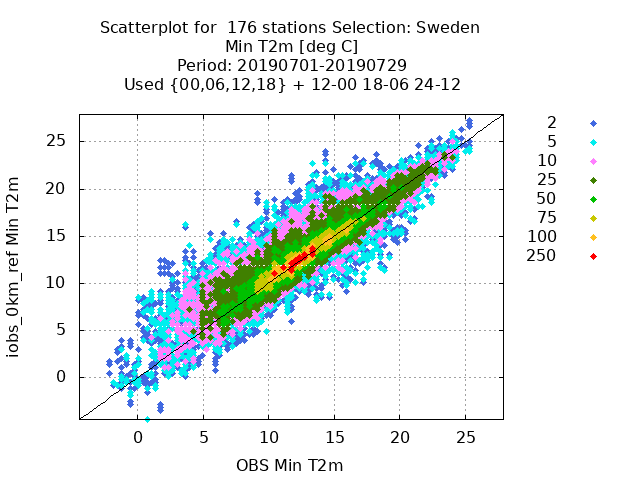 Scatterplot for  176 stations Selection: Sweden
Min T2m [deg C]
Period: 20190701-20190729
Used {00,06,12,18} + 12-00 18-06 24-12
2
5
10
25
50
75
100
250
iobs_0km_ref Min T2m
25
20
15
10
5
0
0 5 10 15 20 25
OBS Min T2m